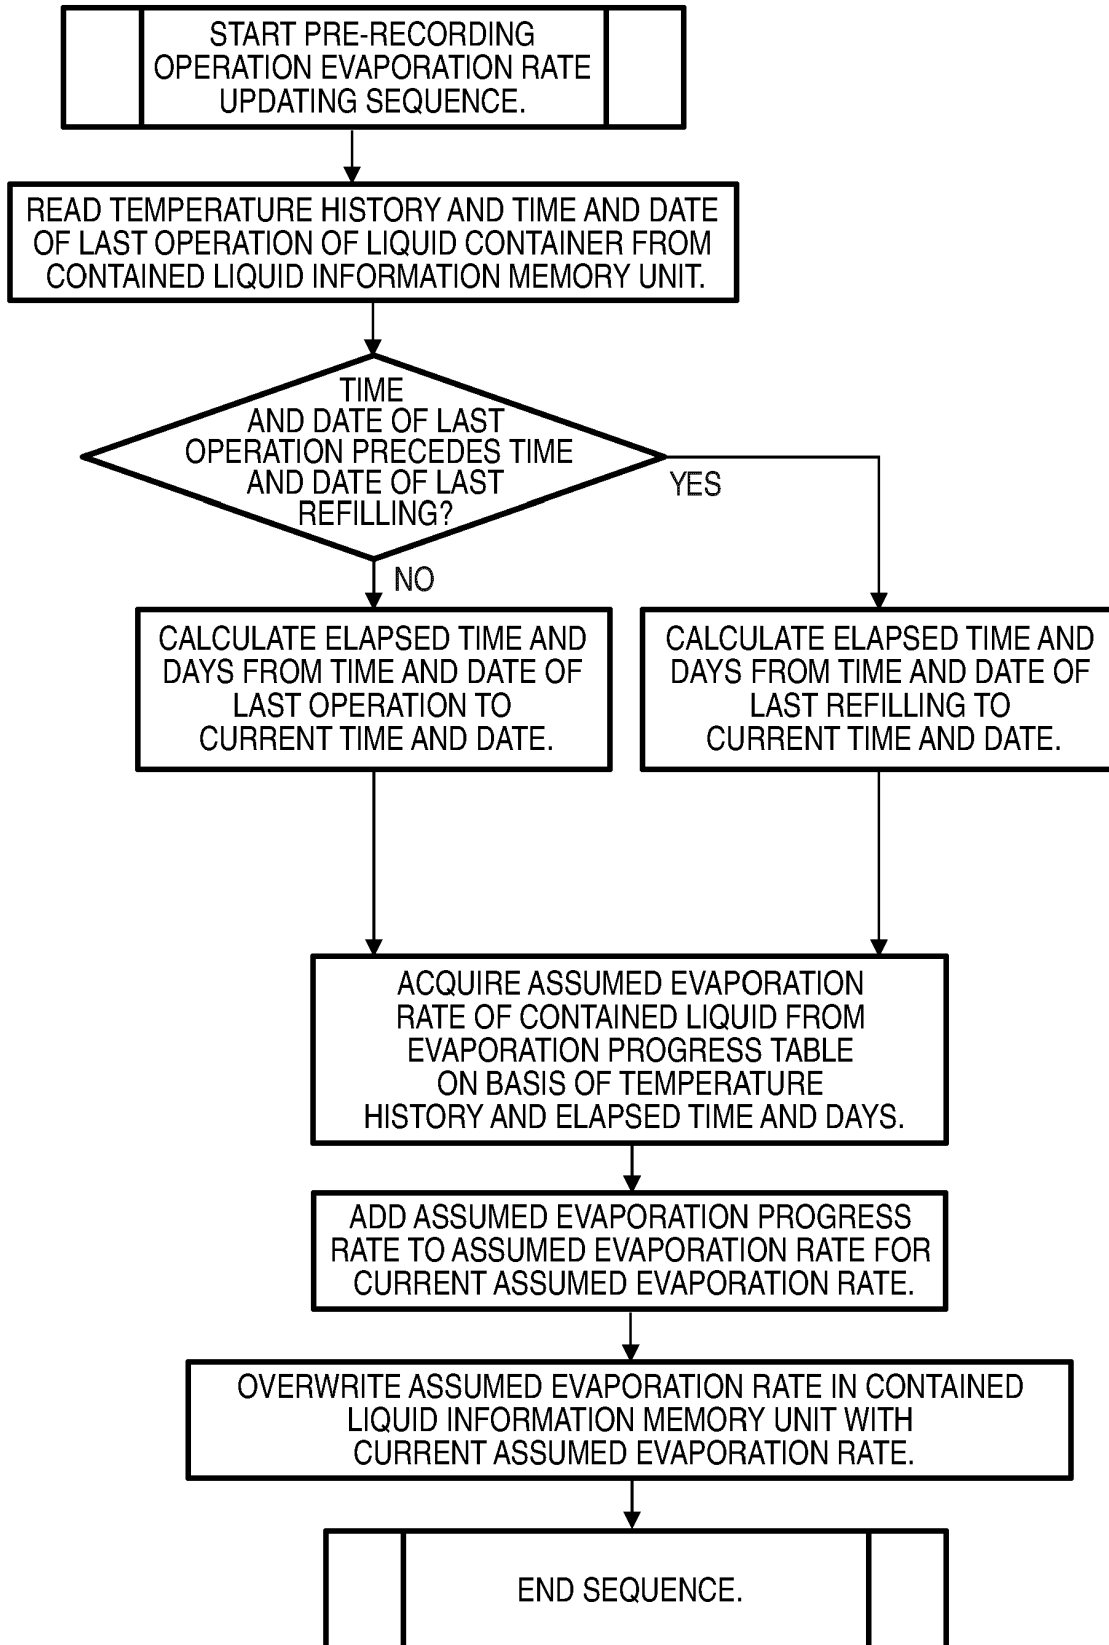 START PRE-RECORDING
OPERATION EVAPORATION RATE
UPDATING SEQUENCE.
READ TEMPERATURE HISTORY AND TIME AND DATE
OF LAST OPERATION OF LIQUID CONTAINER FROM
CONTAINED LIQUID INFORMATION MEMORY UNIT.
TIME
AND DATE OF LAST
OPERATION PRECEDES TIME
AND DATE OF LAST
REFILLING?
YES
NO
CALCULATE ELAPSED TIME AND
DAYS FROM TIME AND DATE OF
LAST OPERATION TO
CURRENT TIME AND DATE.
CALCULATE ELAPSED TIME AND
DAYS FROM TIME AND DATE OF
LAST REFILLING TO
CURRENT TIME AND DATE.
ACQUIRE ASSUMED EVAPORATION
RATE OF CONTAINED LIQUID FROM
EVAPORATION PROGRESS TABLE
ON BASIS OF TEMPERATURE
HISTORY AND ELAPSED TIME AND DAYS.
ADD ASSUMED EVAPORATION PROGRESS
RATE TO ASSUMED EVAPORATION RATE FOR
CURRENT ASSUMED EVAPORATION RATE.
OVERWRITE ASSUMED EVAPORATION RATE IN CONTAINED
LIQUID INFORMATION MEMORY UNIT WITH
CURRENT ASSUMED EVAPORATION RATE.
END SEQUENCE.